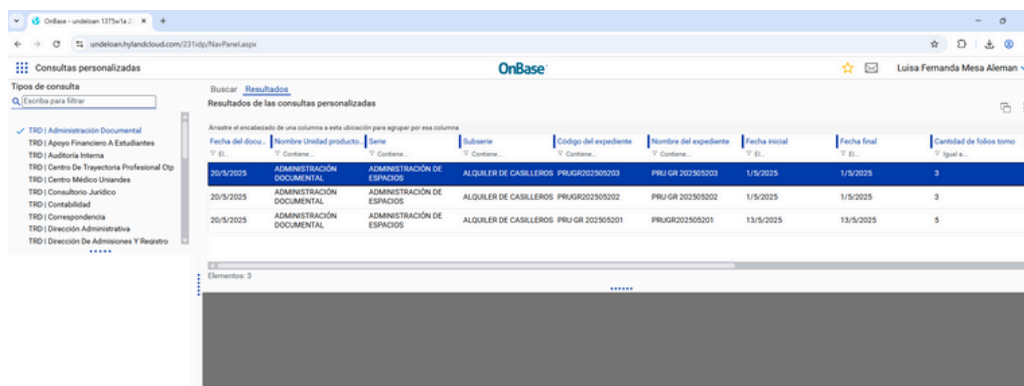 OnBase - undeloan 1375w1a 2
undeloan.hylandcloud.com/231idp/NavPanel.aspx
Consultas personalizadas
OnBase
Luisa Fernanda Mesa Aleman
Tipos de consulta
Escriba para filtrar
TRD | Administración Documental
TRD | Apoyo Financiero A Estudiantes
TRD | Auditoría Interna
TRD | Centro De Trayectoria Profesional Ctp
TRD | Centro Médico Uniandes
TRD | Consultorio Jurídico
TRD | Contabilidad
TRD | Correspondencia
TRD | Dirección Administrativa
TRD | Dirección De Admisiones Y Registro
Buscar Resultados
Resultados de las consultas personalizadas
Arrastre el encabezado de una columna a esta ubicación para agrupar por esa columna
Fecha del docu... Nombre Unidad producto... Serie Subserie Código del expediente Nombre del expediente Fecha inicial Fecha final Cantidad de folios tomo
El... Contiene... Contiene... Contiene... Contiene... Contiene... El... El... Igual a...
20/5/2025 ADMINISTRACIÓN DOCUMENTAL ADMINISTRACIÓN DE ESPACIOS ALQUILER DE CASILLEROS PRUGR202505203 PRU GR 202505203 1/5/2025 1/5/2025 3
20/5/2025 ADMINISTRACIÓN DOCUMENTAL ADMINISTRACIÓN DE ESPACIOS ALQUILER DE CASILLEROS PRUGR202505202 PRU GR 202505202 1/5/2025 1/5/2025 3
20/5/2025 ADMINISTRACIÓN DOCUMENTAL ADMINISTRACIÓN DE ESPACIOS ALQUILER DE CASILLEROS PRU GR 202505201 PRUGR202505201 13/5/2025 13/5/2025 5
Elementos: 3